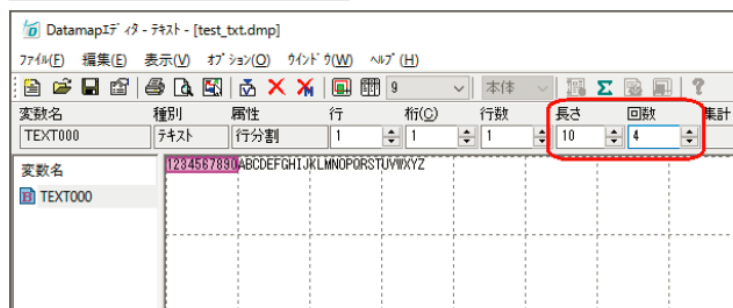 Datamapエディタ - テキスト - [test_txt.dmp]
ファイル(F) 編集(E) 表示(V) オプション(O) ウインドウ(W) ヘルプ(H)
9 本体
変数名 種別 属性 行 桁(C) 行数 長さ 回数 集計
TEXT000 テキスト 行分割 1 1 1 10 4
変数名 1234567890ABCDEFGHIJKLMNOPQRSTUVWXYZ
TEXT000